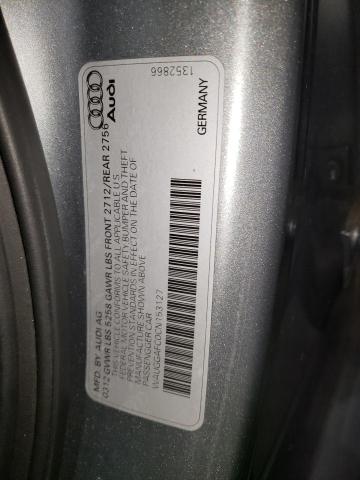 MFD. BY AUDI AG
03.12 GVWR LBS 5258 GAWR LBS FRONT 2712/REAR 2756
THIS VEHICLE CONFORMS TO ALL APPLICABLE U S
FEDERAL MOTOR VEHICLE SAFETY BUMPER AND THEFT
PREVENTION STANDARDS IN EFFECT ON THE DATE OF
MANUFACTURE SHOWN ABOVE
PASSENGER CAR
WAUGGAFC0CN153127
Audi
1352866
GERMANY